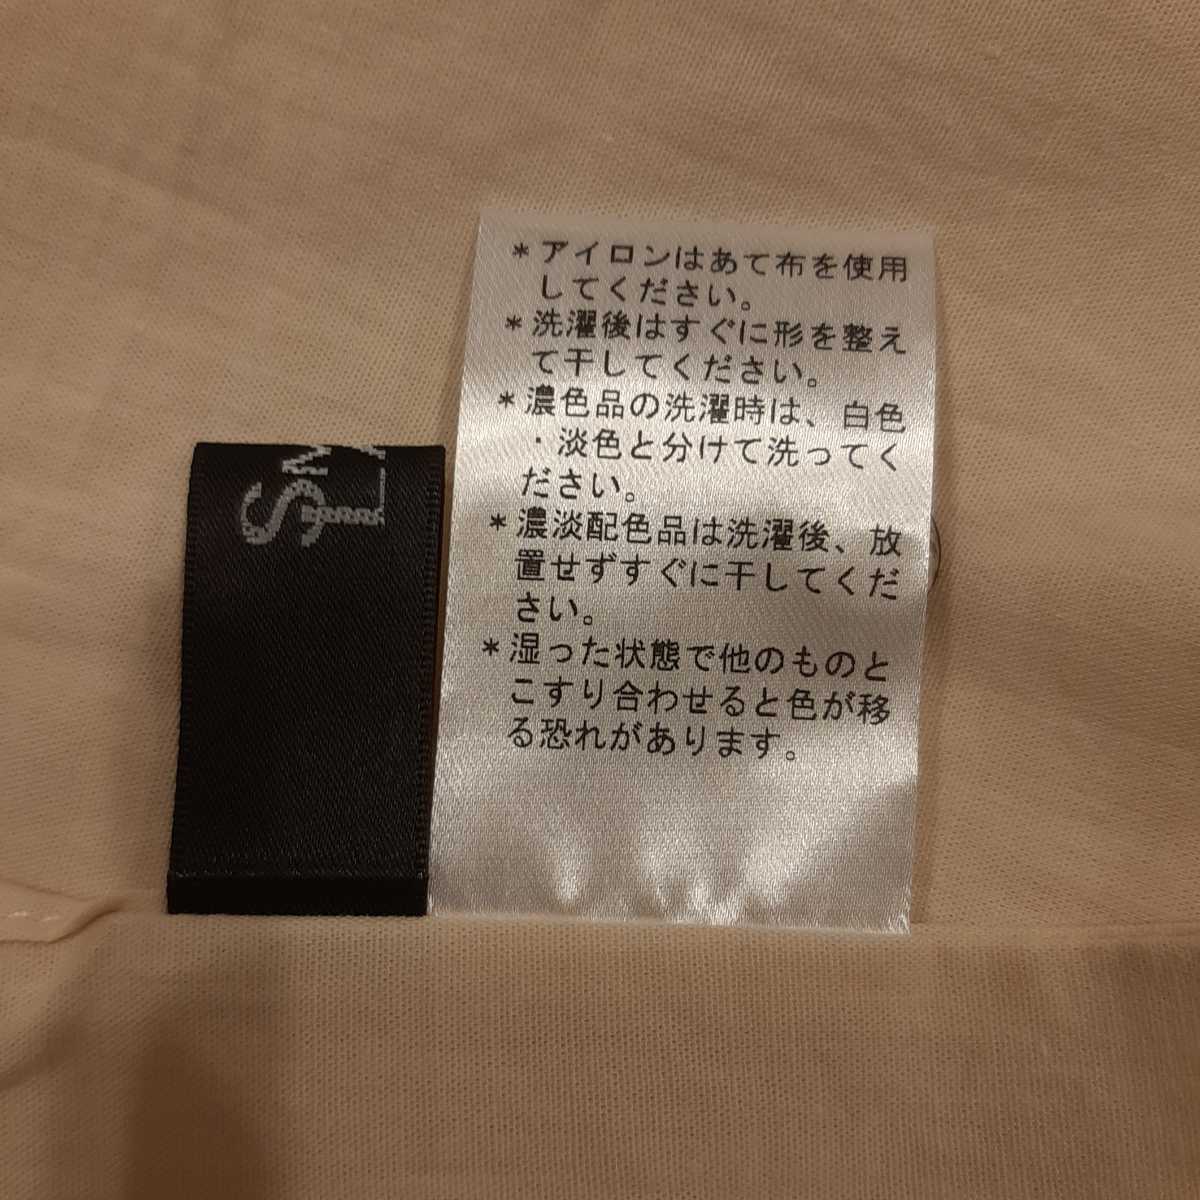 *アイロンはあて布を使用
してください。
*洗濯後はすぐに形を整え
て干してください。
*濃色品の洗濯時は、白色
・淡色と分けて洗ってく
ださい。
*濃淡配色品は洗濯後、放
置せずすぐに干してくだ
さい。
*湿った状態で他のものと
こすり合わせると色が移
る恐れがあります。